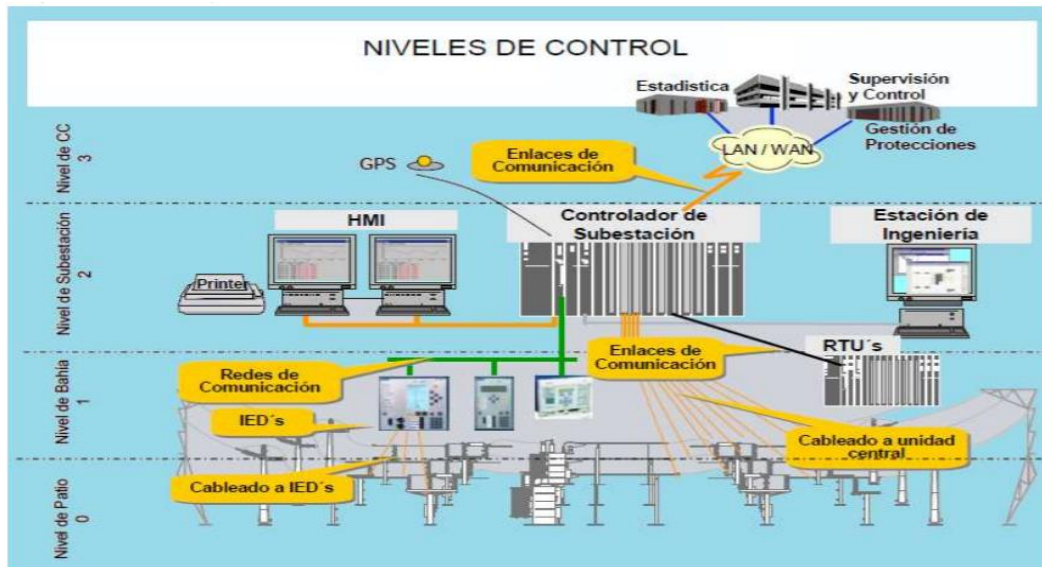 NIVELES DE CONTROL
Estadistica
Supervisión
y Control
Gestión de
Protecciones
LAN / WAN
Enlaces de
Comunicación
GPS
Nivel de CC
3
HMI
Controlador de
Subestación
Estación de
Ingeniería
Printer
Nivel de Subestación
2
RTU´s
Enlaces de
Comunicación
Redes de
Comunicación
IED´s
Nivel de Bahía
1
Cableado a unidad
central
Cableado a IED´s
Nivel de Patio
0